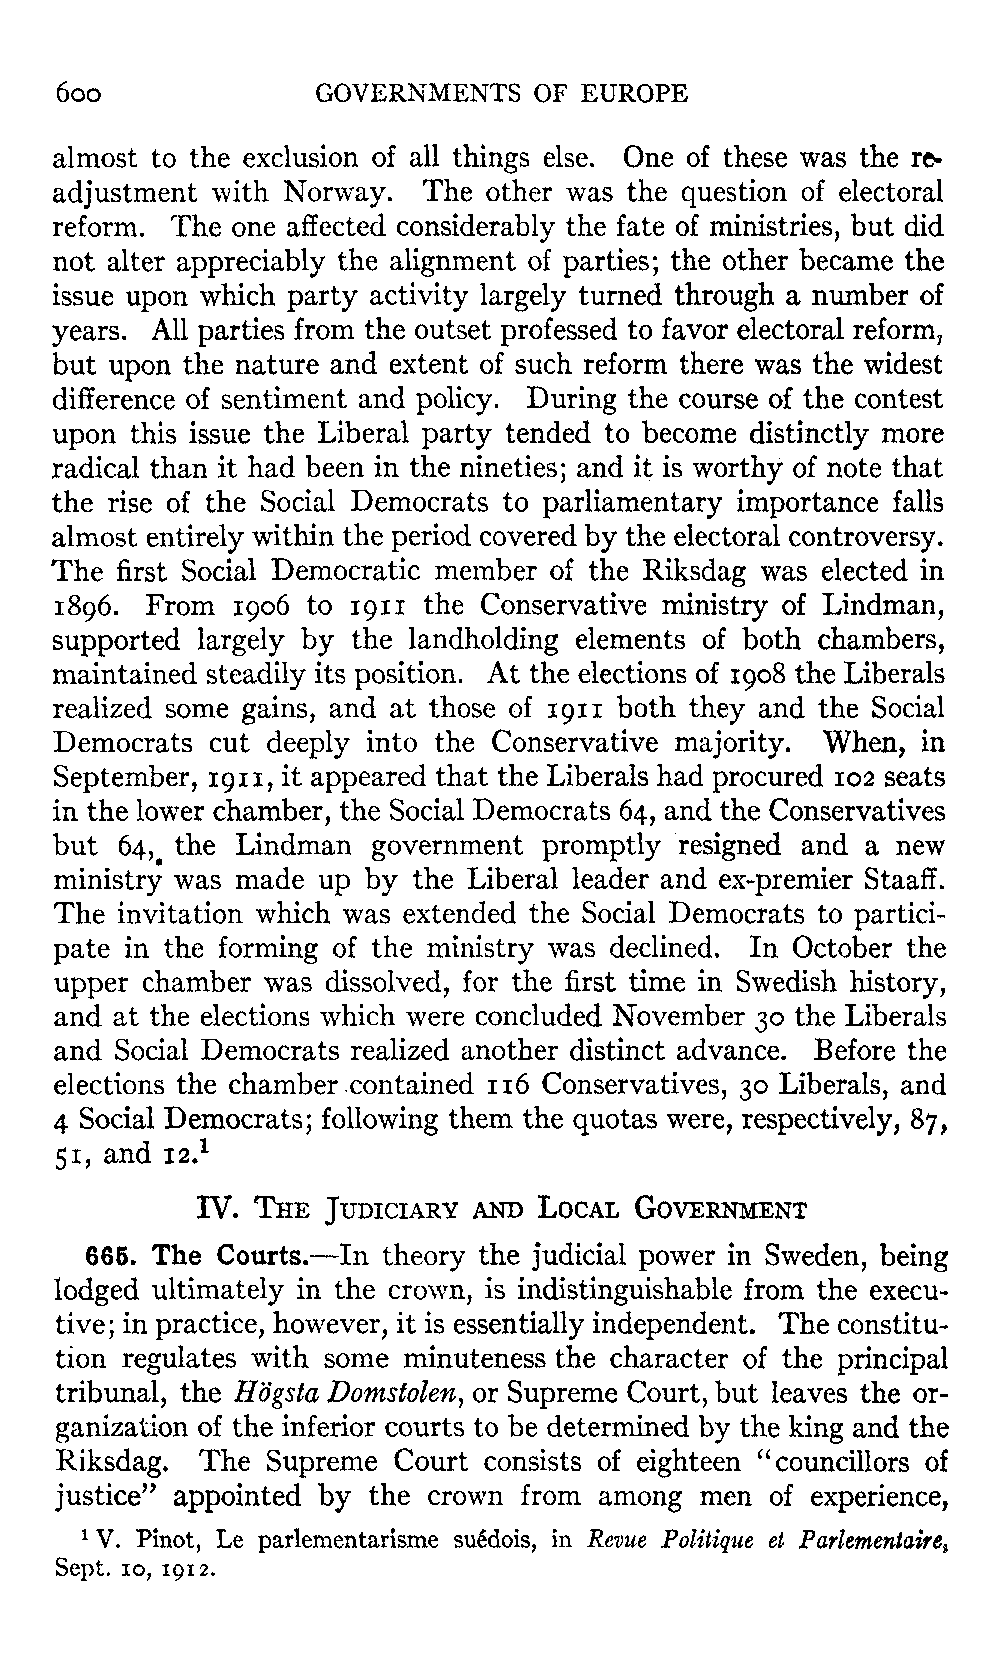 600 GOVERNMENTS OF EUROPE
almost to the exclusion of all things else. One of these was the re-
adjustment with Norway. The other was the question of electoral
reform. The one affected considerably the fate of ministries, but did
not alter appreciably the alignment of parties; the other became the
issue upon which party activity largely turned through a number of
years. All parties from the outset professed to favor electoral reform,
but upon the nature and extent of such reform there was the widest
difference of sentiment and policy. During the course of the contest
upon this issue the Liberal party tended to become distinctly more
radical than it had been in the nineties; and it is worthy of note that
the rise of the Social Democrats to parliamentary importance falls
almost entirely within the period covered by the electoral controversy.
The first Social Democratic member of the Riksdag was elected in
1896. From 1906 to 1911 the Conservative ministry of Lindman,
supported largely by the landholding elements of both chambers,
maintained steadily its position. At the elections of 1908 the Liberals
realized some gains, and at those of 1911 both they and the Social
Democrats cut deeply into the Conservative majority. When, in
September, 1911, it appeared that the Liberals had procured 102 seats
in the lower chamber, the Social Democrats 64, and the Conservatives
but 64, the Lindman government promptly resigned and a new
ministry was made up by the Liberal leader and ex-premier Staaff.
The invitation which was extended the Social Democrats to partici-
pate in the forming of the ministry was declined. In October the
upper chamber was dissolved, for the first time in Swedish history,
and at the elections which were concluded November 30 the Liberals
and Social Democrats realized another distinct advance. Before the
elections the chamber contained 116 Conservatives, 30 Liberals, and
4 Social Democrats; following them the quotas were, respectively, 87,
51, and 12.¹
IV. THE JUDICIARY AND LOCAL GOVERNMENT
665. The Courts.—In theory the judicial power in Sweden, being
lodged ultimately in the crown, is indistinguishable from the execu-
tive; in practice, however, it is essentially independent. The constitu-
tion regulates with some minuteness the character of the principal
tribunal, the Högsta Domstolen, or Supreme Court, but leaves the or-
ganization of the inferior courts to be determined by the king and the
Riksdag. The Supreme Court consists of eighteen "councillors of
justice" appointed by the crown from among men of experience,
¹ V. Pinot, Le parlementarisme suédois, in Revue Politique et Parlementaire,
Sept. 10, 1912.